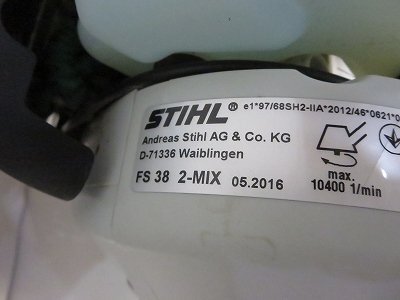 STIHL ® e1*97/68SH2-IIA*2012/46*0621*0
Andreas Stihl AG & Co. KG
D-71336 Waiblingen
FS 38 2-MIX 05.2016
max.
10400 1/min